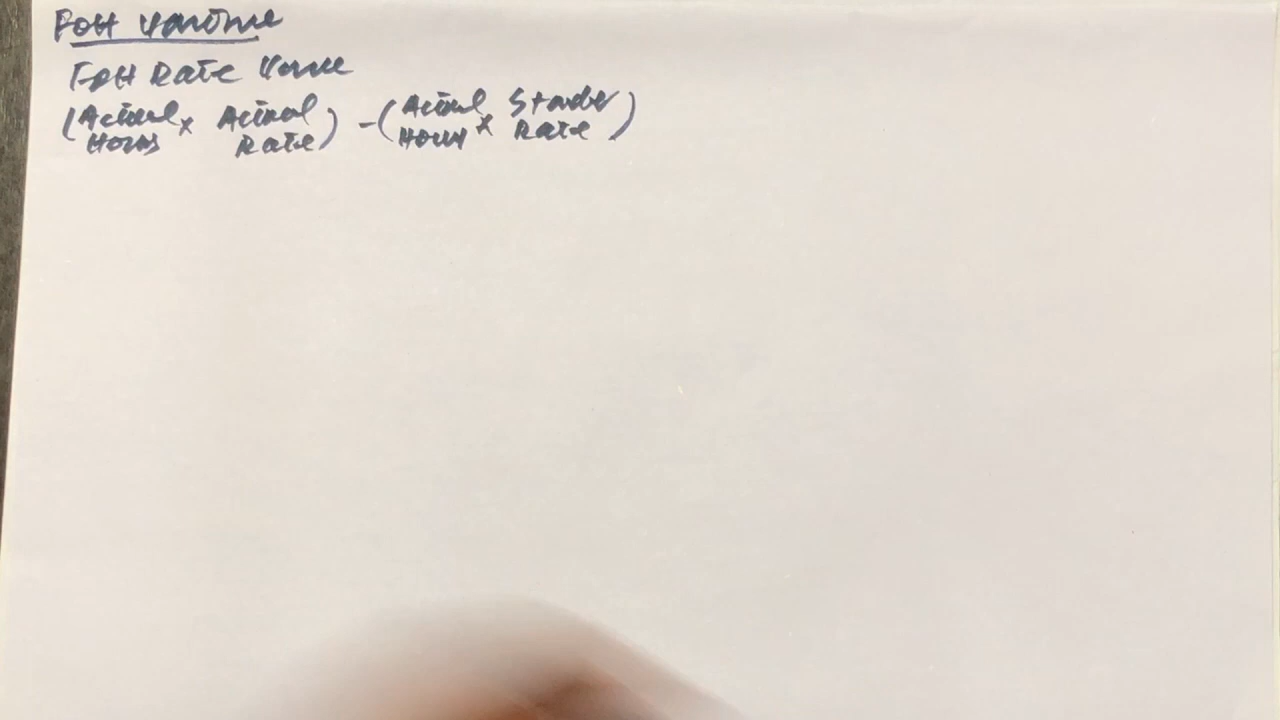 FOH Variance
FOH Rate Variance
(Actual Hours x Actual Rate) - (Actual Hours x Standard Rate)